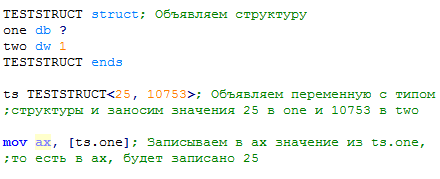 TESTSTRUCT struct; Объявляем структуру
one db ?
two dw 1
TESTSTRUCT ends
ts TESTSTRUCT<25, 10753>; Объявляем переменную с типом
;структуры и заносим значения 25 в one и 10753 в two
mov ax, [ts.one]; Записываем в ax значение из ts.one,
;то есть в ax, будет записано 25